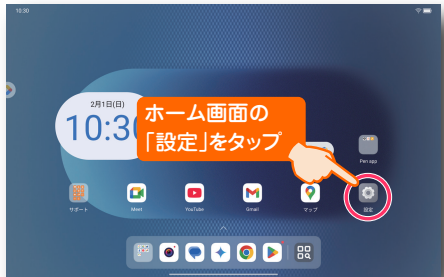 10:30
2月1日(日)
10:30
ホーム画面の
「設定」をタップ
Pen app
サポート
Meet
YouTube
Gmail
マップ
設定